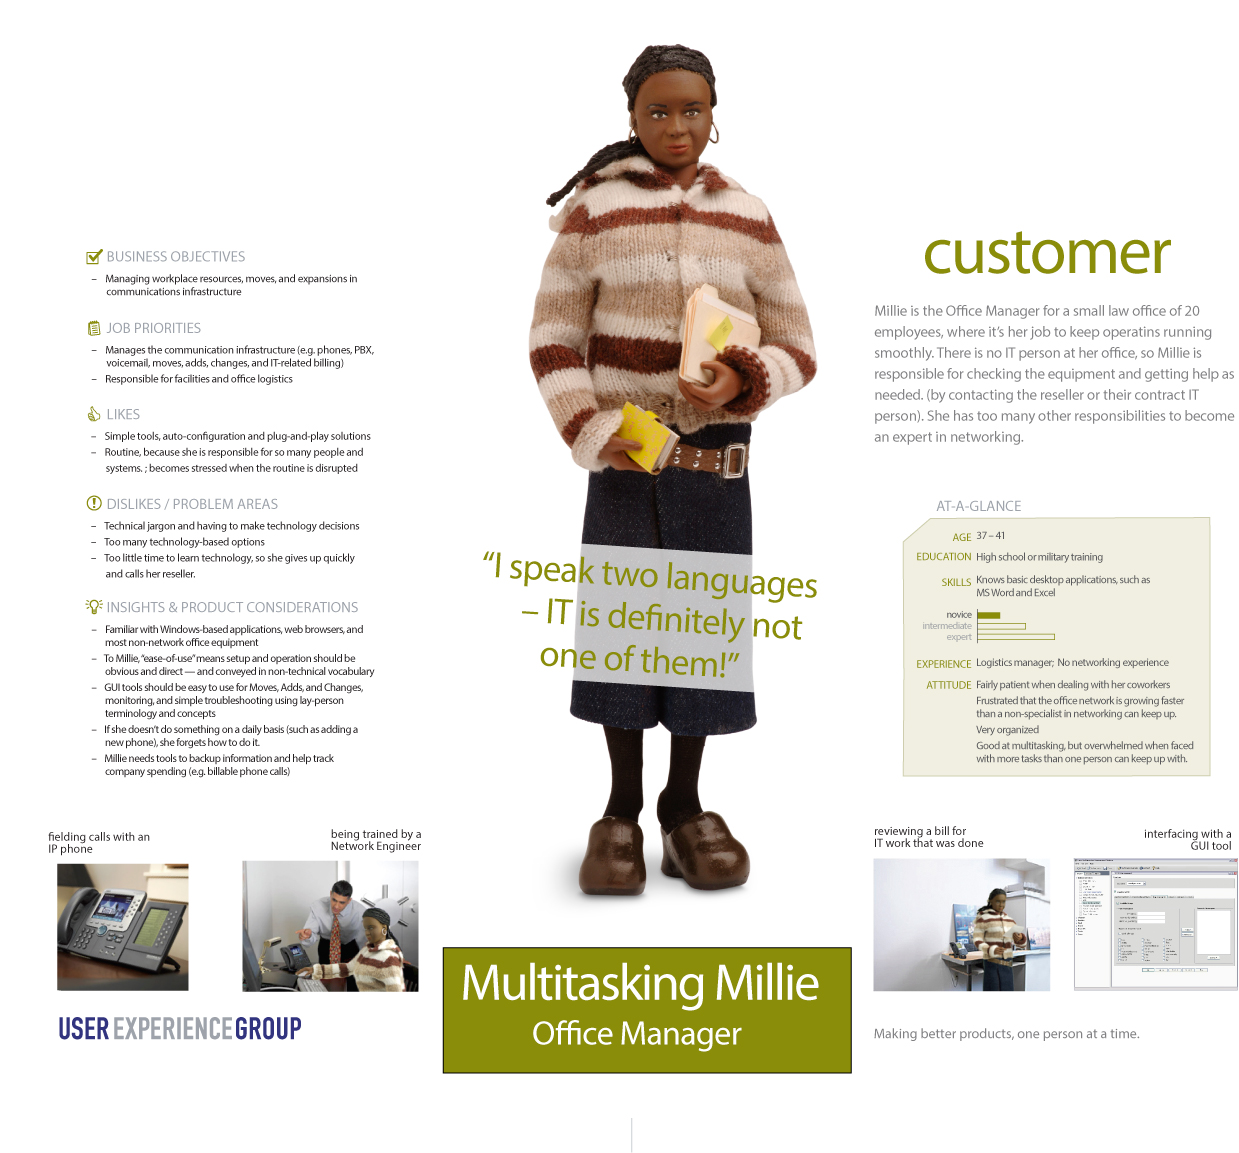 BUSINESS OBJECTIVES
– Managing workplace resources, moves, and expansions in
communications infrastructure
JOB PRIORITIES
– Manages the communication infrastructure (e.g. phones, PBX,
voicemail, moves, adds, changes, and IT-related billing)
– Responsible for facilities and office logistics
LIKES
– Simple tools, auto-configuration and plug-and-play solutions
– Routine, because she is responsible for so many people and
systems. ; becomes stressed when the routine is disrupted
DISLIKES / PROBLEM AREAS
– Technical jargon and having to make technology decisions
– Too many technology-based options
– Too little time to learn technology, so she gives up quickly
and calls her reseller.
INSIGHTS & PRODUCT CONSIDERATIONS
– Familiar with Windows-based applications, web browsers, and
most non-network office equipment
– To Millie, “ease-of-use” means setup and operation should be
obvious and direct — and conveyed in non-technical vocabulary
– GUI tools should be easy to use for Moves, Adds, and Changes,
monitoring, and simple troubleshooting using lay-person
terminology and concepts
– If she doesn’t do something on a daily basis (such as adding a
new phone), she forgets how to do it.
– Millie needs tools to backup information and help track
company spending (e.g. billable phone calls)
fielding calls with an
IP phone
being trained by a
Network Engineer
USER EXPERIENCE GROUP
“I speak two languages
– IT is definitely not
one of them!”
Multitasking Millie
Office Manager
customer
Millie is the Office Manager for a small law office of 20
employees, where it’s her job to keep operatins running
smoothly. There is no IT person at her office, so Millie is
responsible for checking the equipment and getting help as
needed. (by contacting the reseller or their contract IT
person). She has too many other responsibilities to become
an expert in networking.
AT-A-GLANCE
AGE 37 – 41
EDUCATION High school or military training
SKILLS Knows basic desktop applications, such as
MS Word and Excel
novice
intermediate
expert
EXPERIENCE Logistics manager; No networking experience
ATTITUDE Fairly patient when dealing with her coworkers
Frustrated that the office network is growing faster
than a non-specialist in networking can keep up.
Very organized
Good at multitasking, but overwhelmed when faced
with more tasks than one person can keep up with.
reviewing a bill for
IT work that was done
interfacing with a
GUI tool
Making better products, one person at a time.